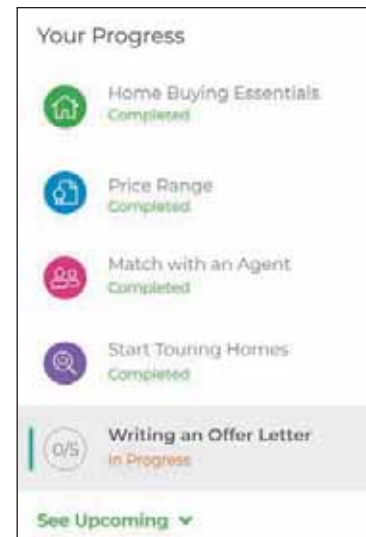 Your Progress
Home Buying Essentials
Completed
Price Range
Completed
Match with an Agent
Completed
Start Touring Homes
Completed
0/5
Writing an Offer Letter
In Progress
See Upcoming